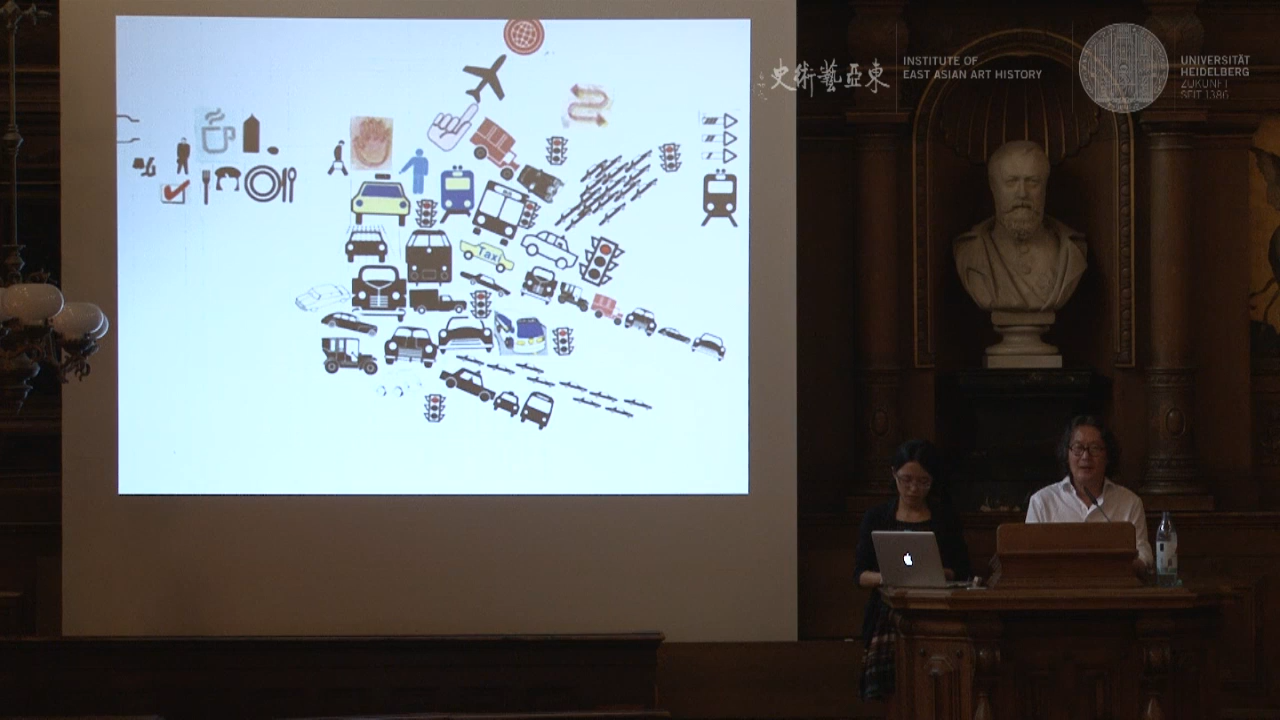 東亞藝術史
INSTITUTE OF
EAST ASIAN ART HISTORY
UNIVERSITÄT
HEIDELBERG
ZUKUNFT
SEIT 1386
Taxi